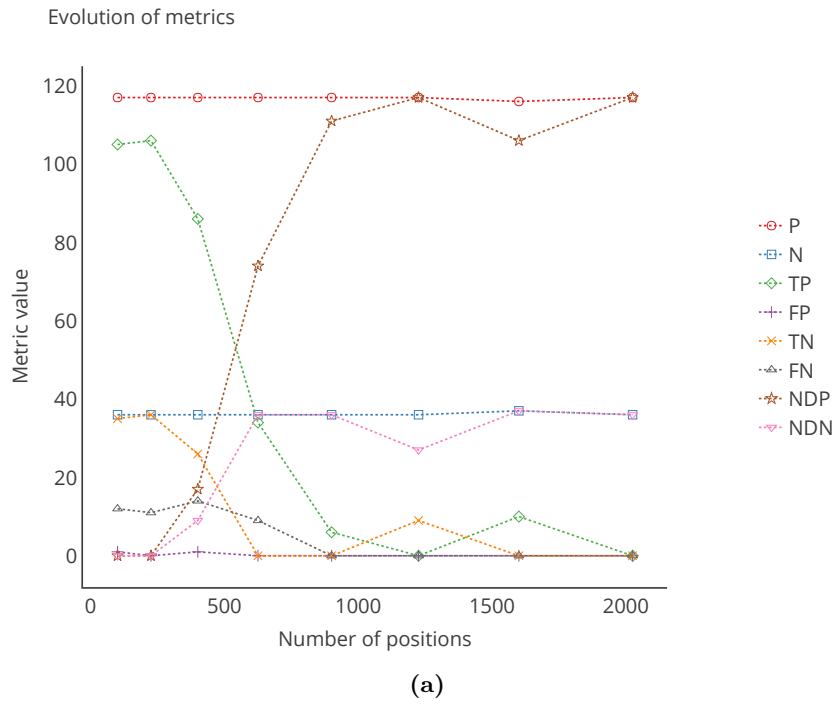 Evolution of metrics
120
100
80
60
40
20
0
Metric value
0 500 1000 1500 2000
Number of positions
P
N
TP
FP
TN
FN
NDP
NDN
(a)